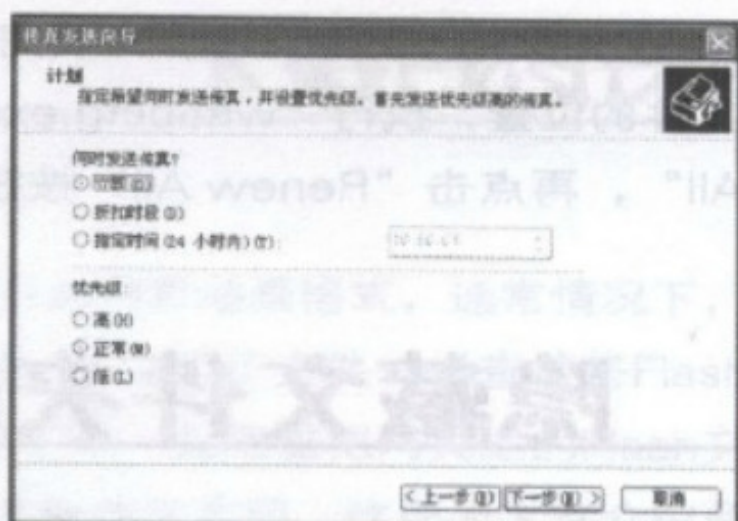 传真发送向导
计划
指定希望何时发送传真，并设置优先级。首先发送优先级高的传真。
何时发送传真?
折扣时段(D)
指定时间(24 小时内)(T):
优先级
高(H)
正常(M)
低(L)
<上一步(B) 下一步(N)> 取消